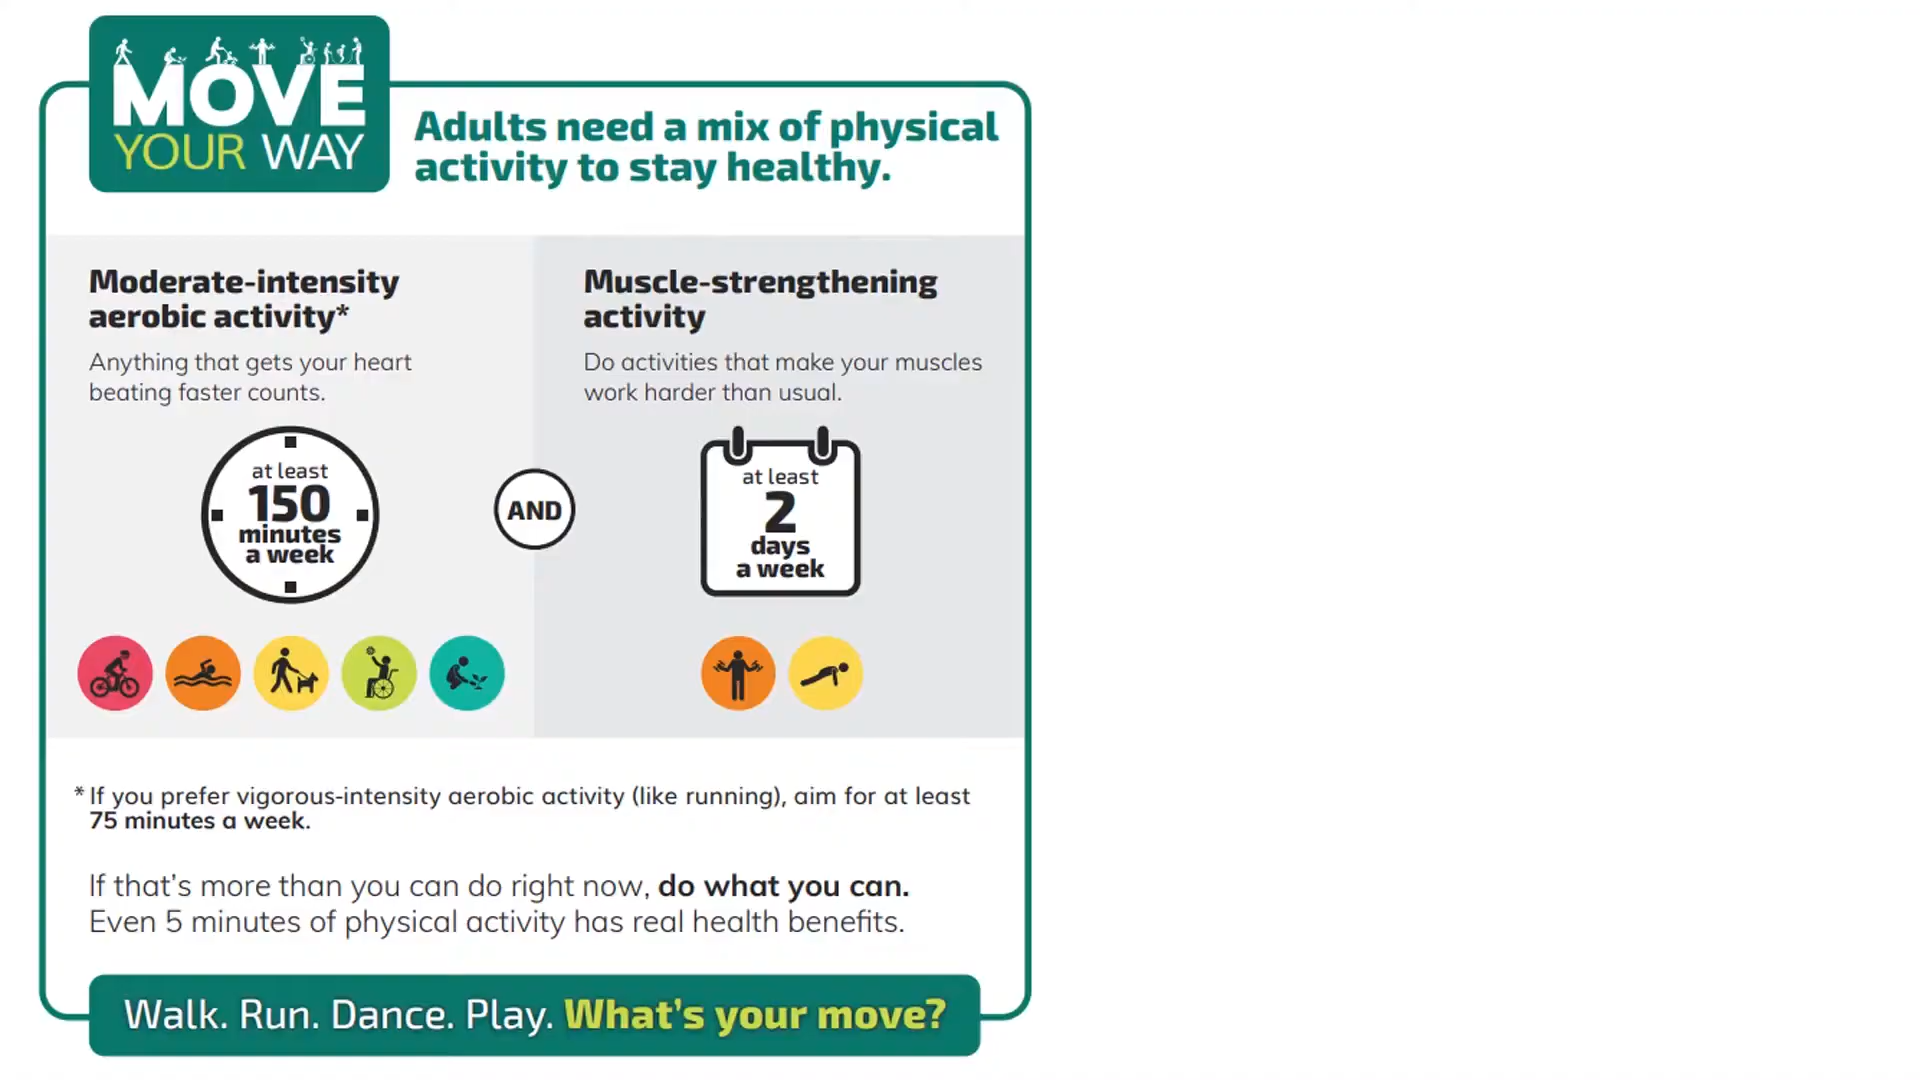 MOVE
YOUR WAY
Adults need a mix of physical
activity to stay healthy.
Moderate-intensity
aerobic activity*
Anything that gets your heart
beating faster counts.
at least
150
minutes
a week
AND
Muscle-strengthening
activity
Do activities that make your muscles
work harder than usual.
at least
2
days
a week
* If you prefer vigorous-intensity aerobic activity (like running), aim for at least
75 minutes a week.
If that’s more than you can do right now, do what you can.
Even 5 minutes of physical activity has real health benefits.
Walk. Run. Dance. Play. What’s your move?